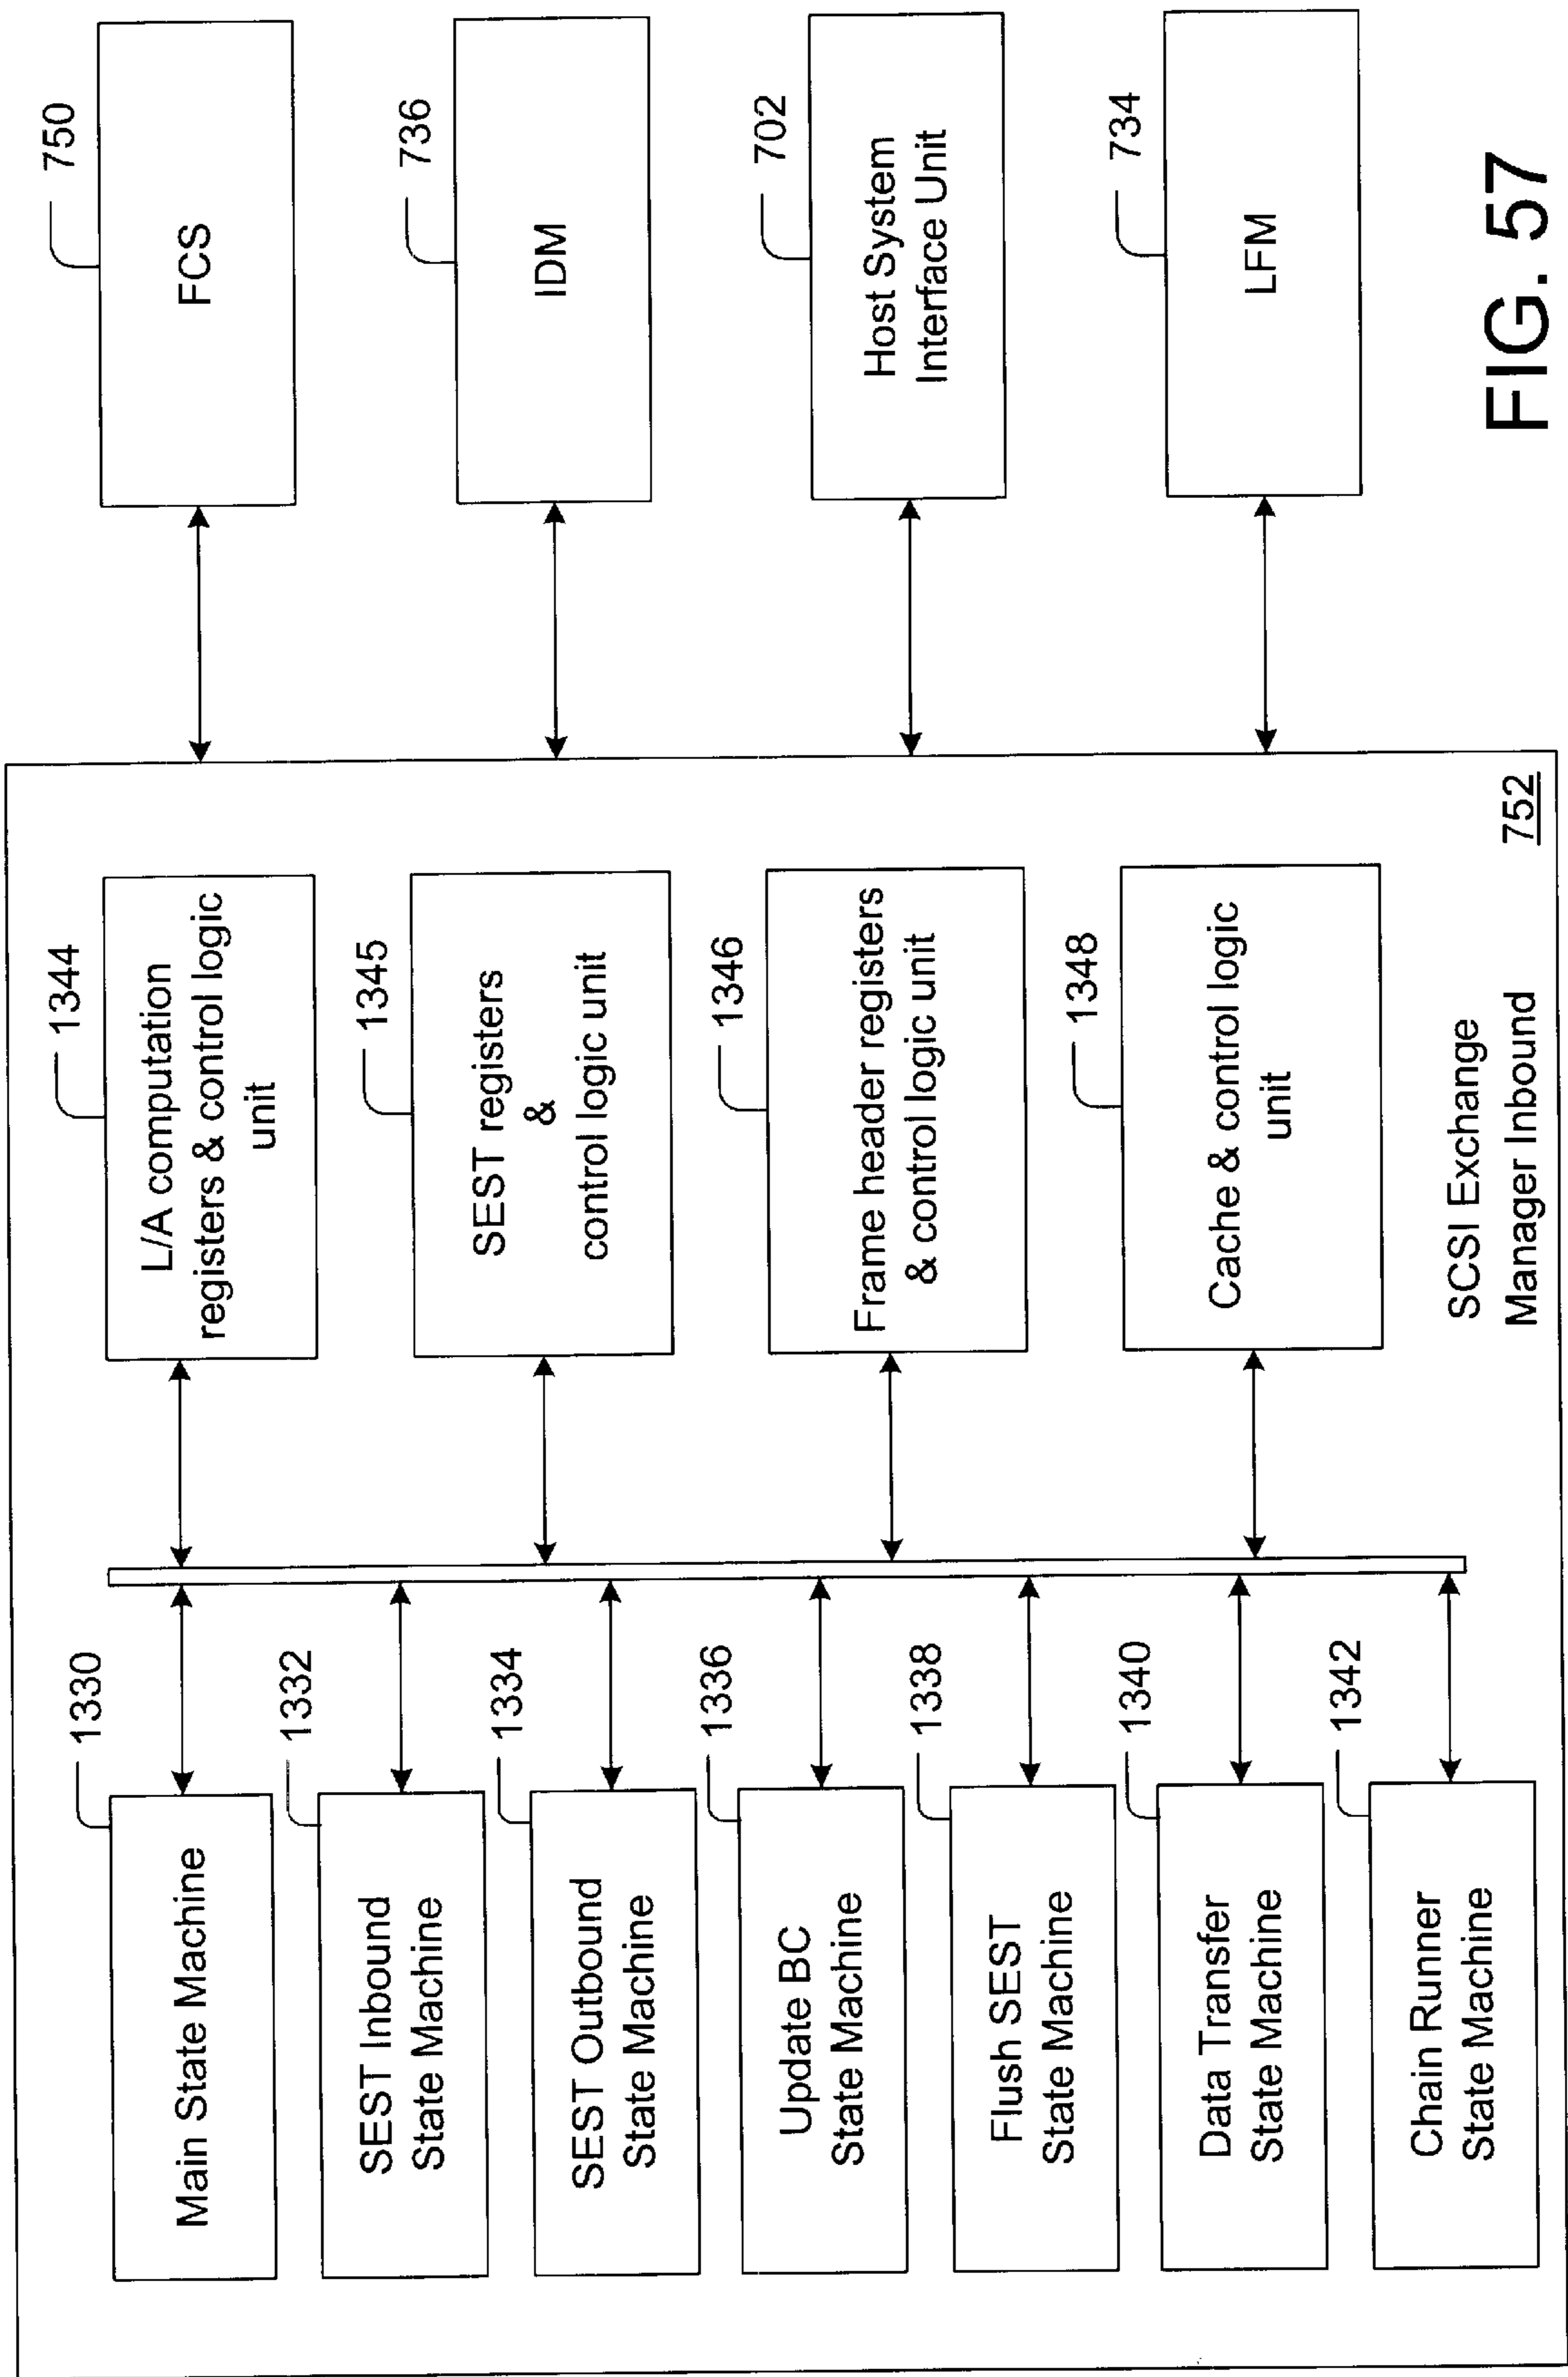 1330
Main State Machine
1332
SEST Inbound
State Machine
1334
SEST Outbound
State Machine
1336
Update BC
State Machine
1338
Flush SEST
State Machine
1340
Data Transfer
State Machine
1342
Chain Runner
State Machine
1344
L/A computation
registers & control logic
unit
1345
SEST registers
&
control logic unit
1346
Frame header registers
& control logic unit
1348
Cache & control logic
unit
SCSI Exchange
Manager Inbound
752
750
FCS
736
IDM
702
Host System
Interface Unit
734
LFM
FIG. 57